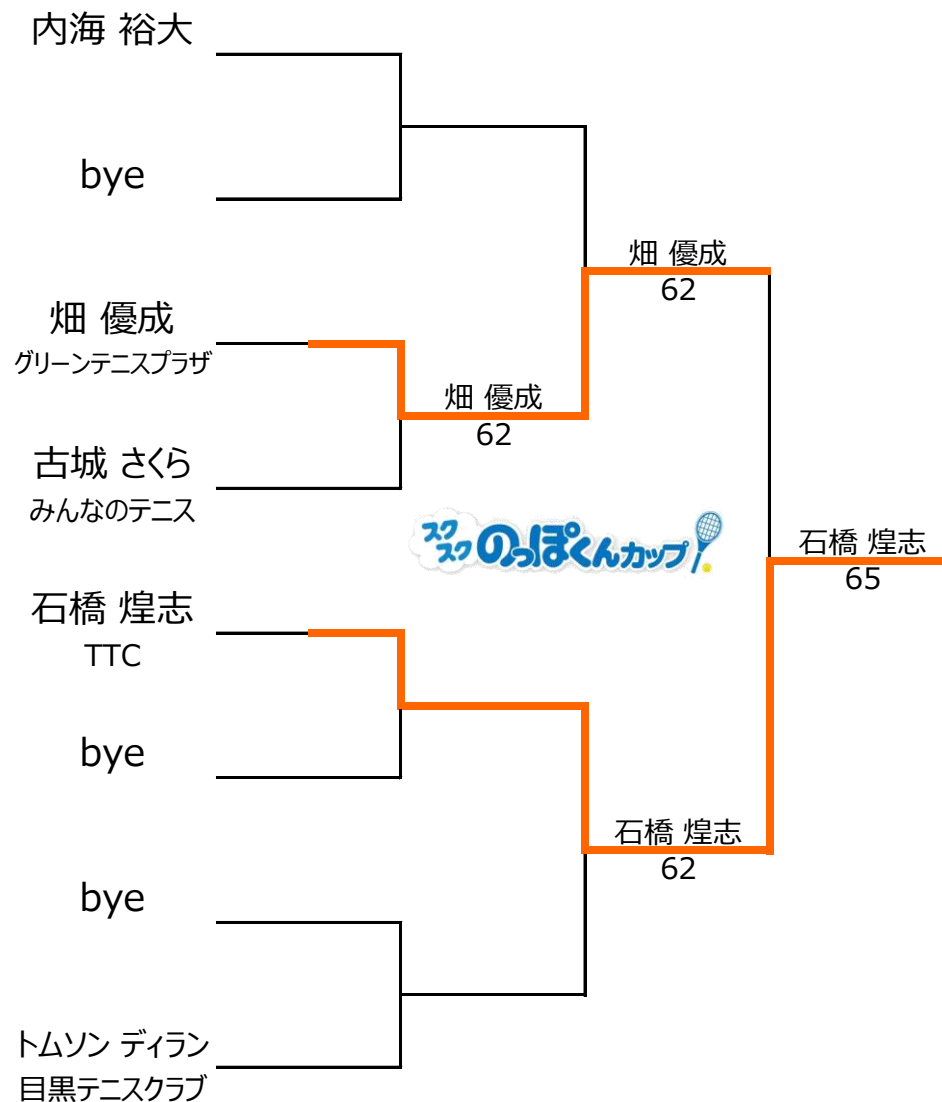 内海 裕大
bye
畑 優成
62
畑 優成
グリーンテニスプラザ
畑 優成
62
古城 さくら
みんなのテニス
スク
スク のっぽくんカップ
石橋 煌志
65
石橋 煌志
TTC
bye
石橋 煌志
62
bye
トムソン ディラン
目黒テニスクラブ